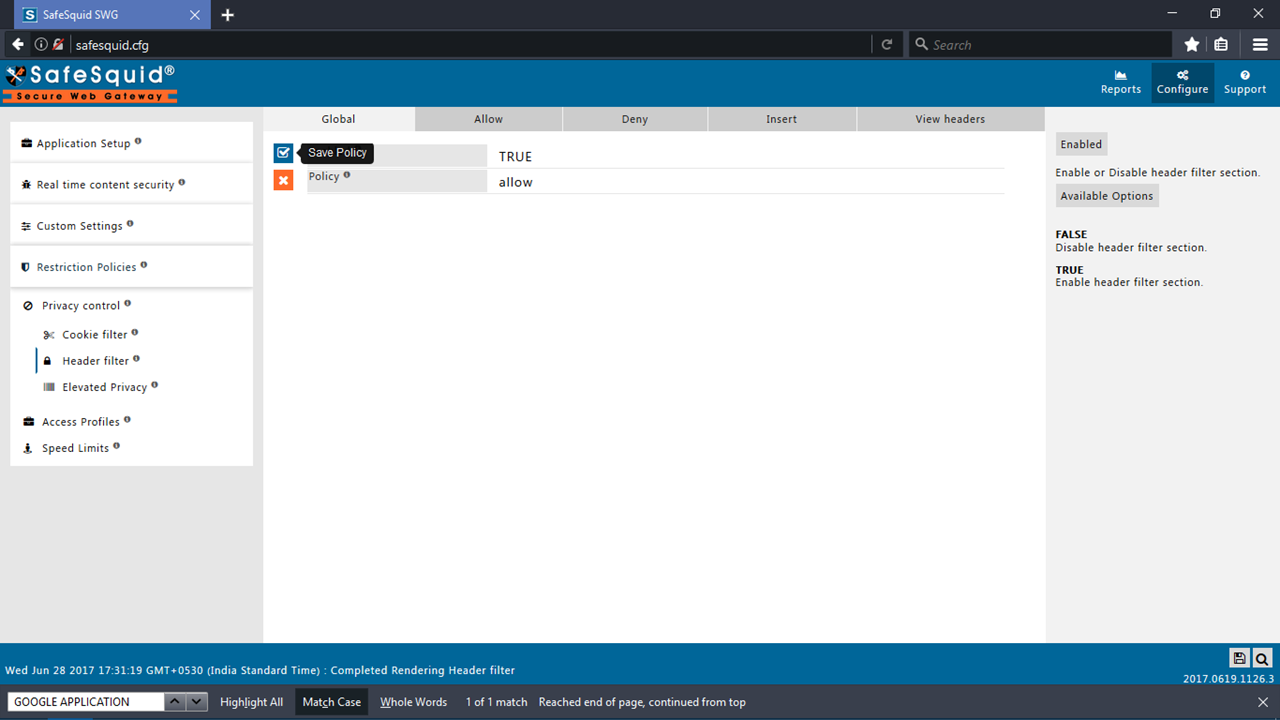 S SafeSquid SWG
safesquid.cfg
Search
SafeSquid®
Secure Web Gateway
Reports
Configure
Support
Application Setup
Real time content security
Custom Settings
Restriction Policies
Privacy control
Cookie filter
Header filter
Elevated Privacy
Access Profiles
Speed Limits
Global
Allow
Deny
Insert
View headers
Save Policy
TRUE
Policy
allow
Enabled
Enable or Disable header filter section.
Available Options
FALSE
Disable header filter section.
TRUE
Enable header filter section.
Wed Jun 28 2017 17:31:19 GMT+0530 (India Standard Time) : Completed Rendering Header filter
2017.0619.1126.3
GOOGLE APPLICATION
Highlight All
Match Case
Whole Words
1 of 1 match
Reached end of page, continued from top